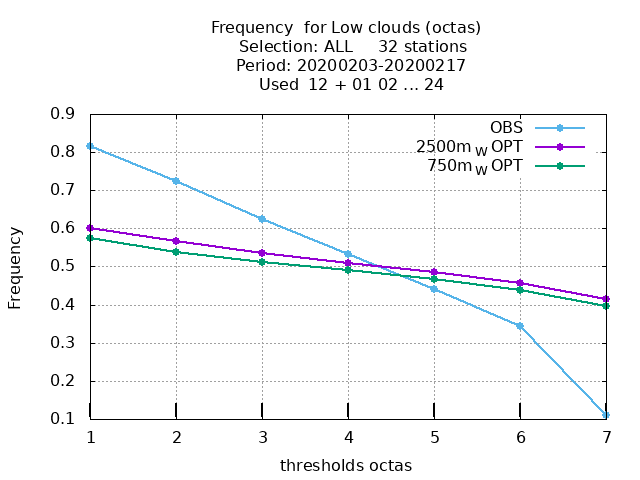 Frequency  for Low clouds (octas)
Selection: ALL     32 stations
Period: 20200203-20200217
Used  12 + 01 02 ... 24
OBS
2500m W OPT
750m W OPT
0.9
0.8
0.7
0.6
0.5
0.4
0.3
0.2
0.1
Frequency
1 2 3 4 5 6 7
thresholds octas